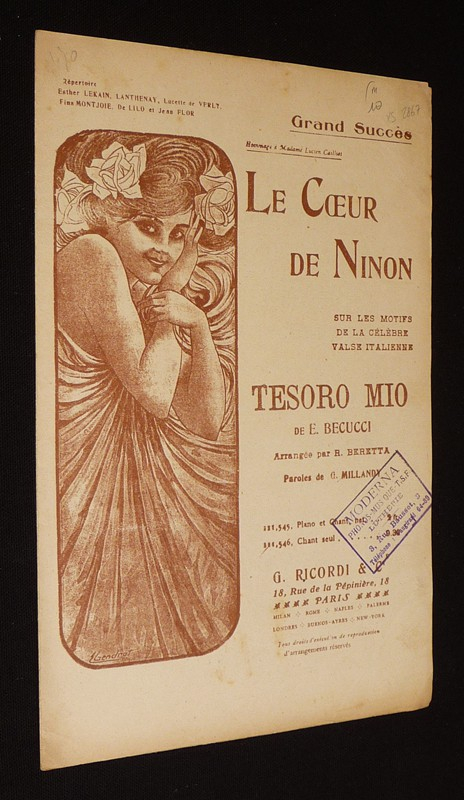 Répertoire
Esther LEKAIN, LANTHENAY, Lucette de VERLY,
Fina MONTJOIE, De LILO et Jean FLOR
Grand Succès
Hommage à Madame Lucien Cailliat
LE CŒUR
DE NINON
SUR LES MOTIFS
DE LA CÉLÈBRE
VALSE ITALIENNE
TESORO MIO
DE E. BECUCCI
Arrangée par R. BERETTA
Paroles de G. MILLANDY
111,545. Piano et Chant, net
111,546, Chant seul
MODERNA
PHONOS-MUSIQUE-T.S.F.
LUTHERIE
G. RICORDI &
18, Rue de la Pépinière, 18
PARIS
MILAN ROME NAPLES PALERME
LONDRES BUENOS-AYRES NEW-YORK
Tous droits d'exécution de reproduction
d'arrangements réservés